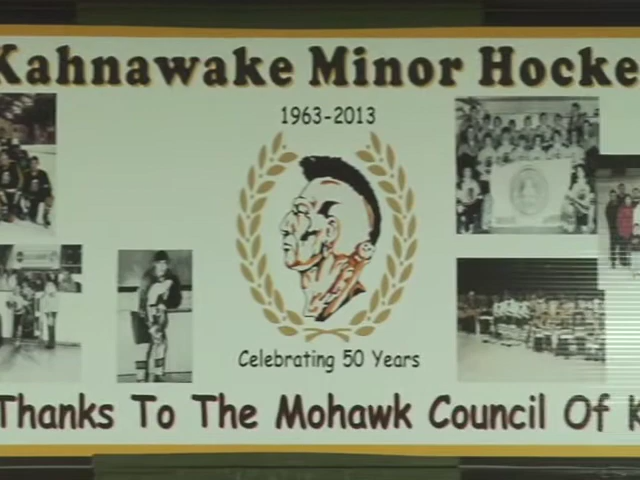 Kahnawake Minor Hocke
1963-2013
Celebrating 50 Years
Thanks To The Mohawk Council Of K